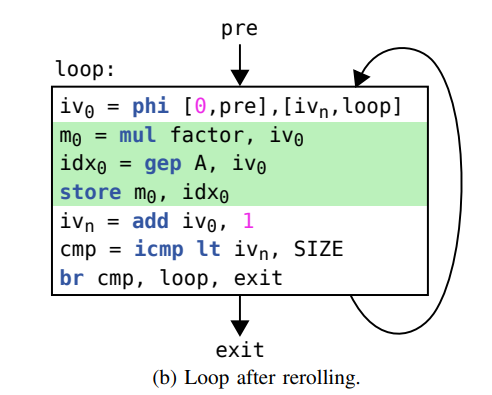 pre
loop:
iv₀ = phi [0,pre],[ivₙ,loop]
m₀ = mul factor, iv₀
idx₀ = gep A, iv₀
store m₀, idx₀
ivₙ = add iv₀, 1
cmp = icmp lt ivₙ, SIZE
br cmp, loop, exit
exit
(b) Loop after rerolling.